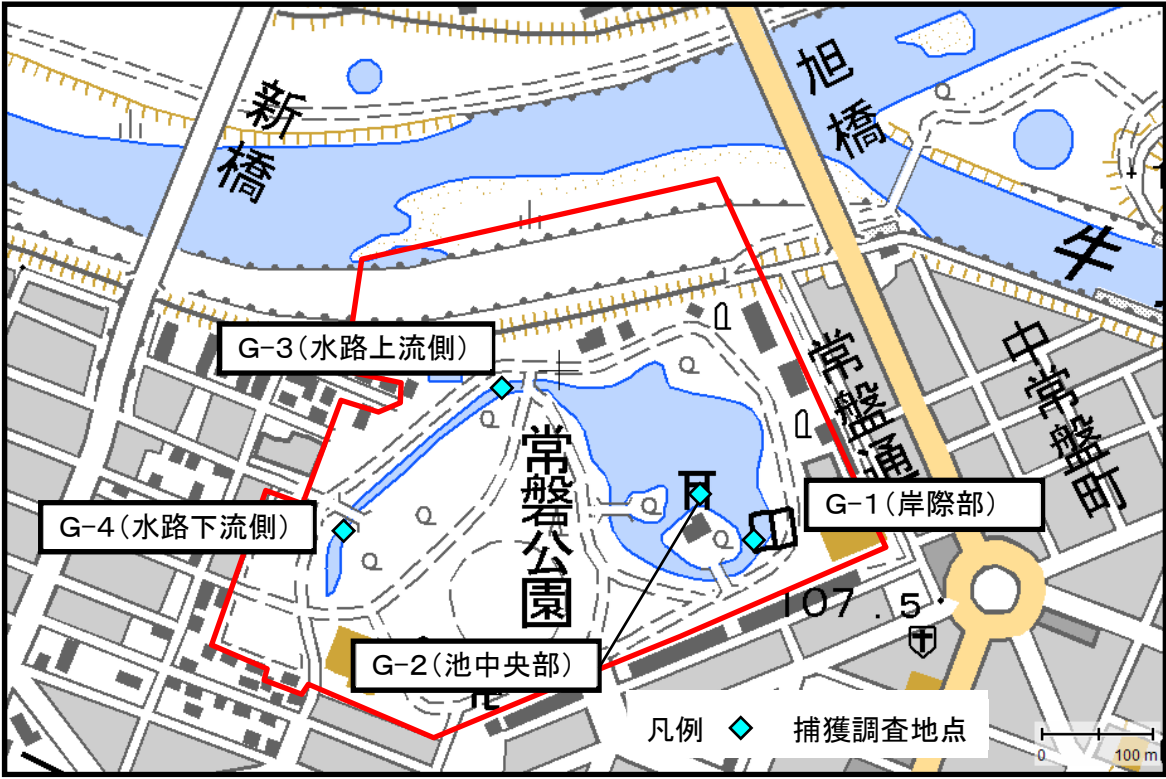 新橋
旭橋
牛
G-3(水路上流側)
常盤通
中常盤町
常磐公園
G-1(岸際部)
G-4(水路下流側)
107.5
G-2(池中央部)
凡例 捕獲調査地点
0 100 m